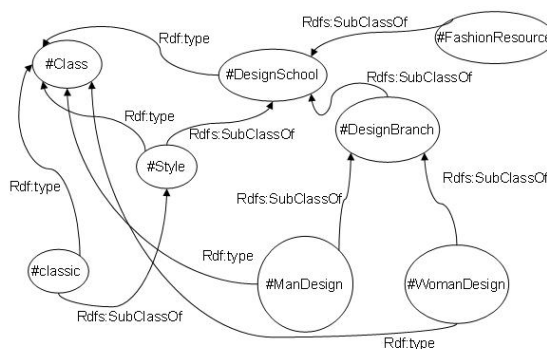 Rdf:type
Rdfs:SubClassOf
#FashionResource
#Class
#DesignSchool
Rdfs:SubClassOf
Rdf:type
Rdfs:SubClassOf
#DesignBranch
#Style
Rdf:type
Rdfs:SubClassOf
Rdfs:SubClassOf
Rdf:type
#classic
#ManDesign
#WomanDesign
Rdfs:SubClassOf
Rdf:type